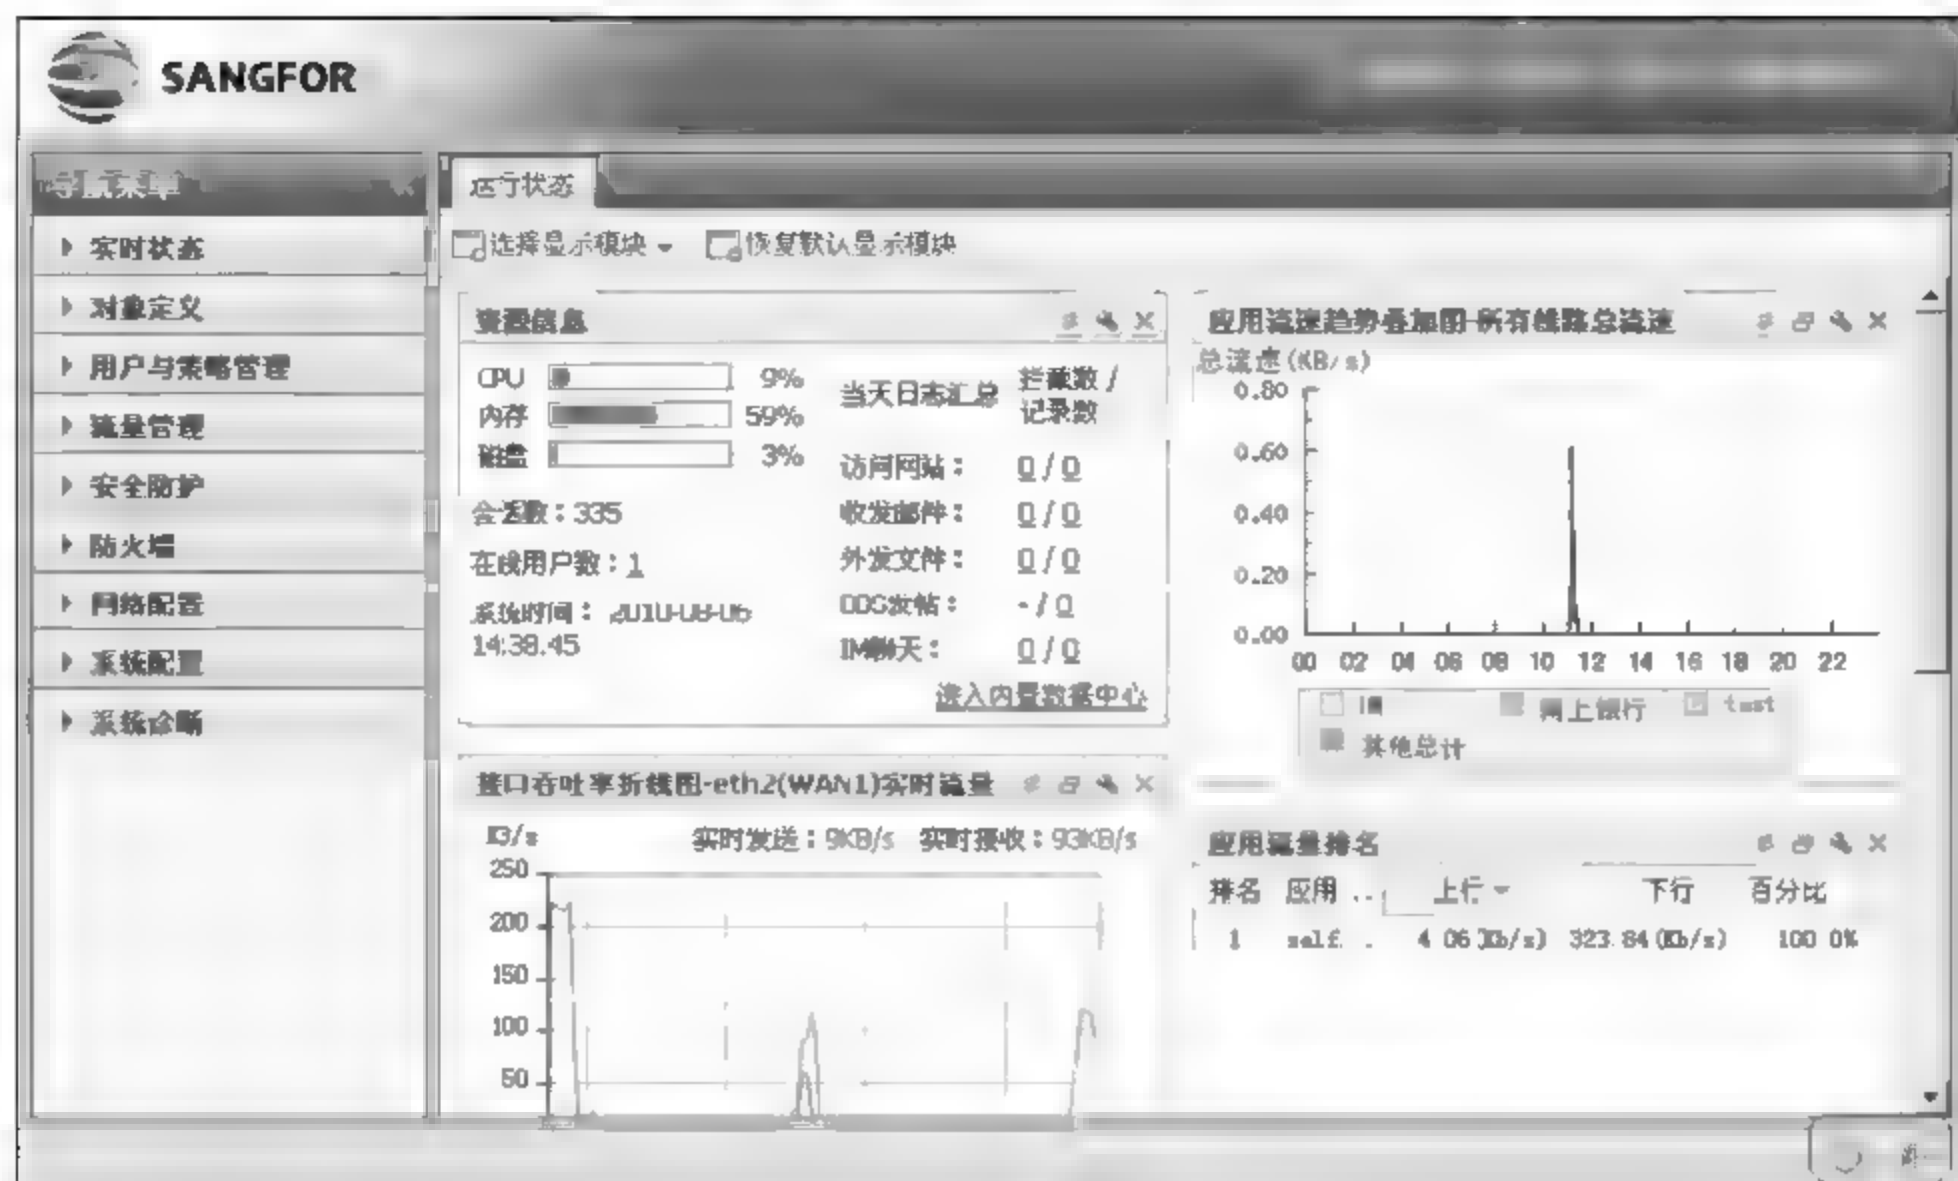 SANGFOR
导航菜单
实时状态
对象定义
用户与策略管理
流量管理
安全防护
防火墙
网络配置
系统配置
系统诊断
运行状态
选择显示模块 恢复默认显示模块
资源信息
CPU 9%
内存 59%
磁盘 3%
会话数：335
在线用户数：1
系统时间：2010-08-06
14:38:45
当天日志汇总 拦截数/
记录数
访问网站： 0/0
收发邮件： 0/0
外发文件： 0/0
BBS发帖： -/0
IM聊天： 0/0
进入内置数据中心
应用流速趋势叠加图-所有线路总流速
总流速(KB/s)
0.80
0.60
0.40
0.20
0.00
00 02 04 06 08 10 12 14 16 18 20 22
IM 网上银行 test
其他总计
接口吞吐率折线图-eth2(WAN1)实时流量
KB/s 实时发送：9KB/s 实时接收：93KB/s
250
200
150
100
50
应用流量排名
排名 应用 .. 上行 下行 百分比
1 self. . 4.06(Kb/s) 323.84(Kb/s) 100.0%